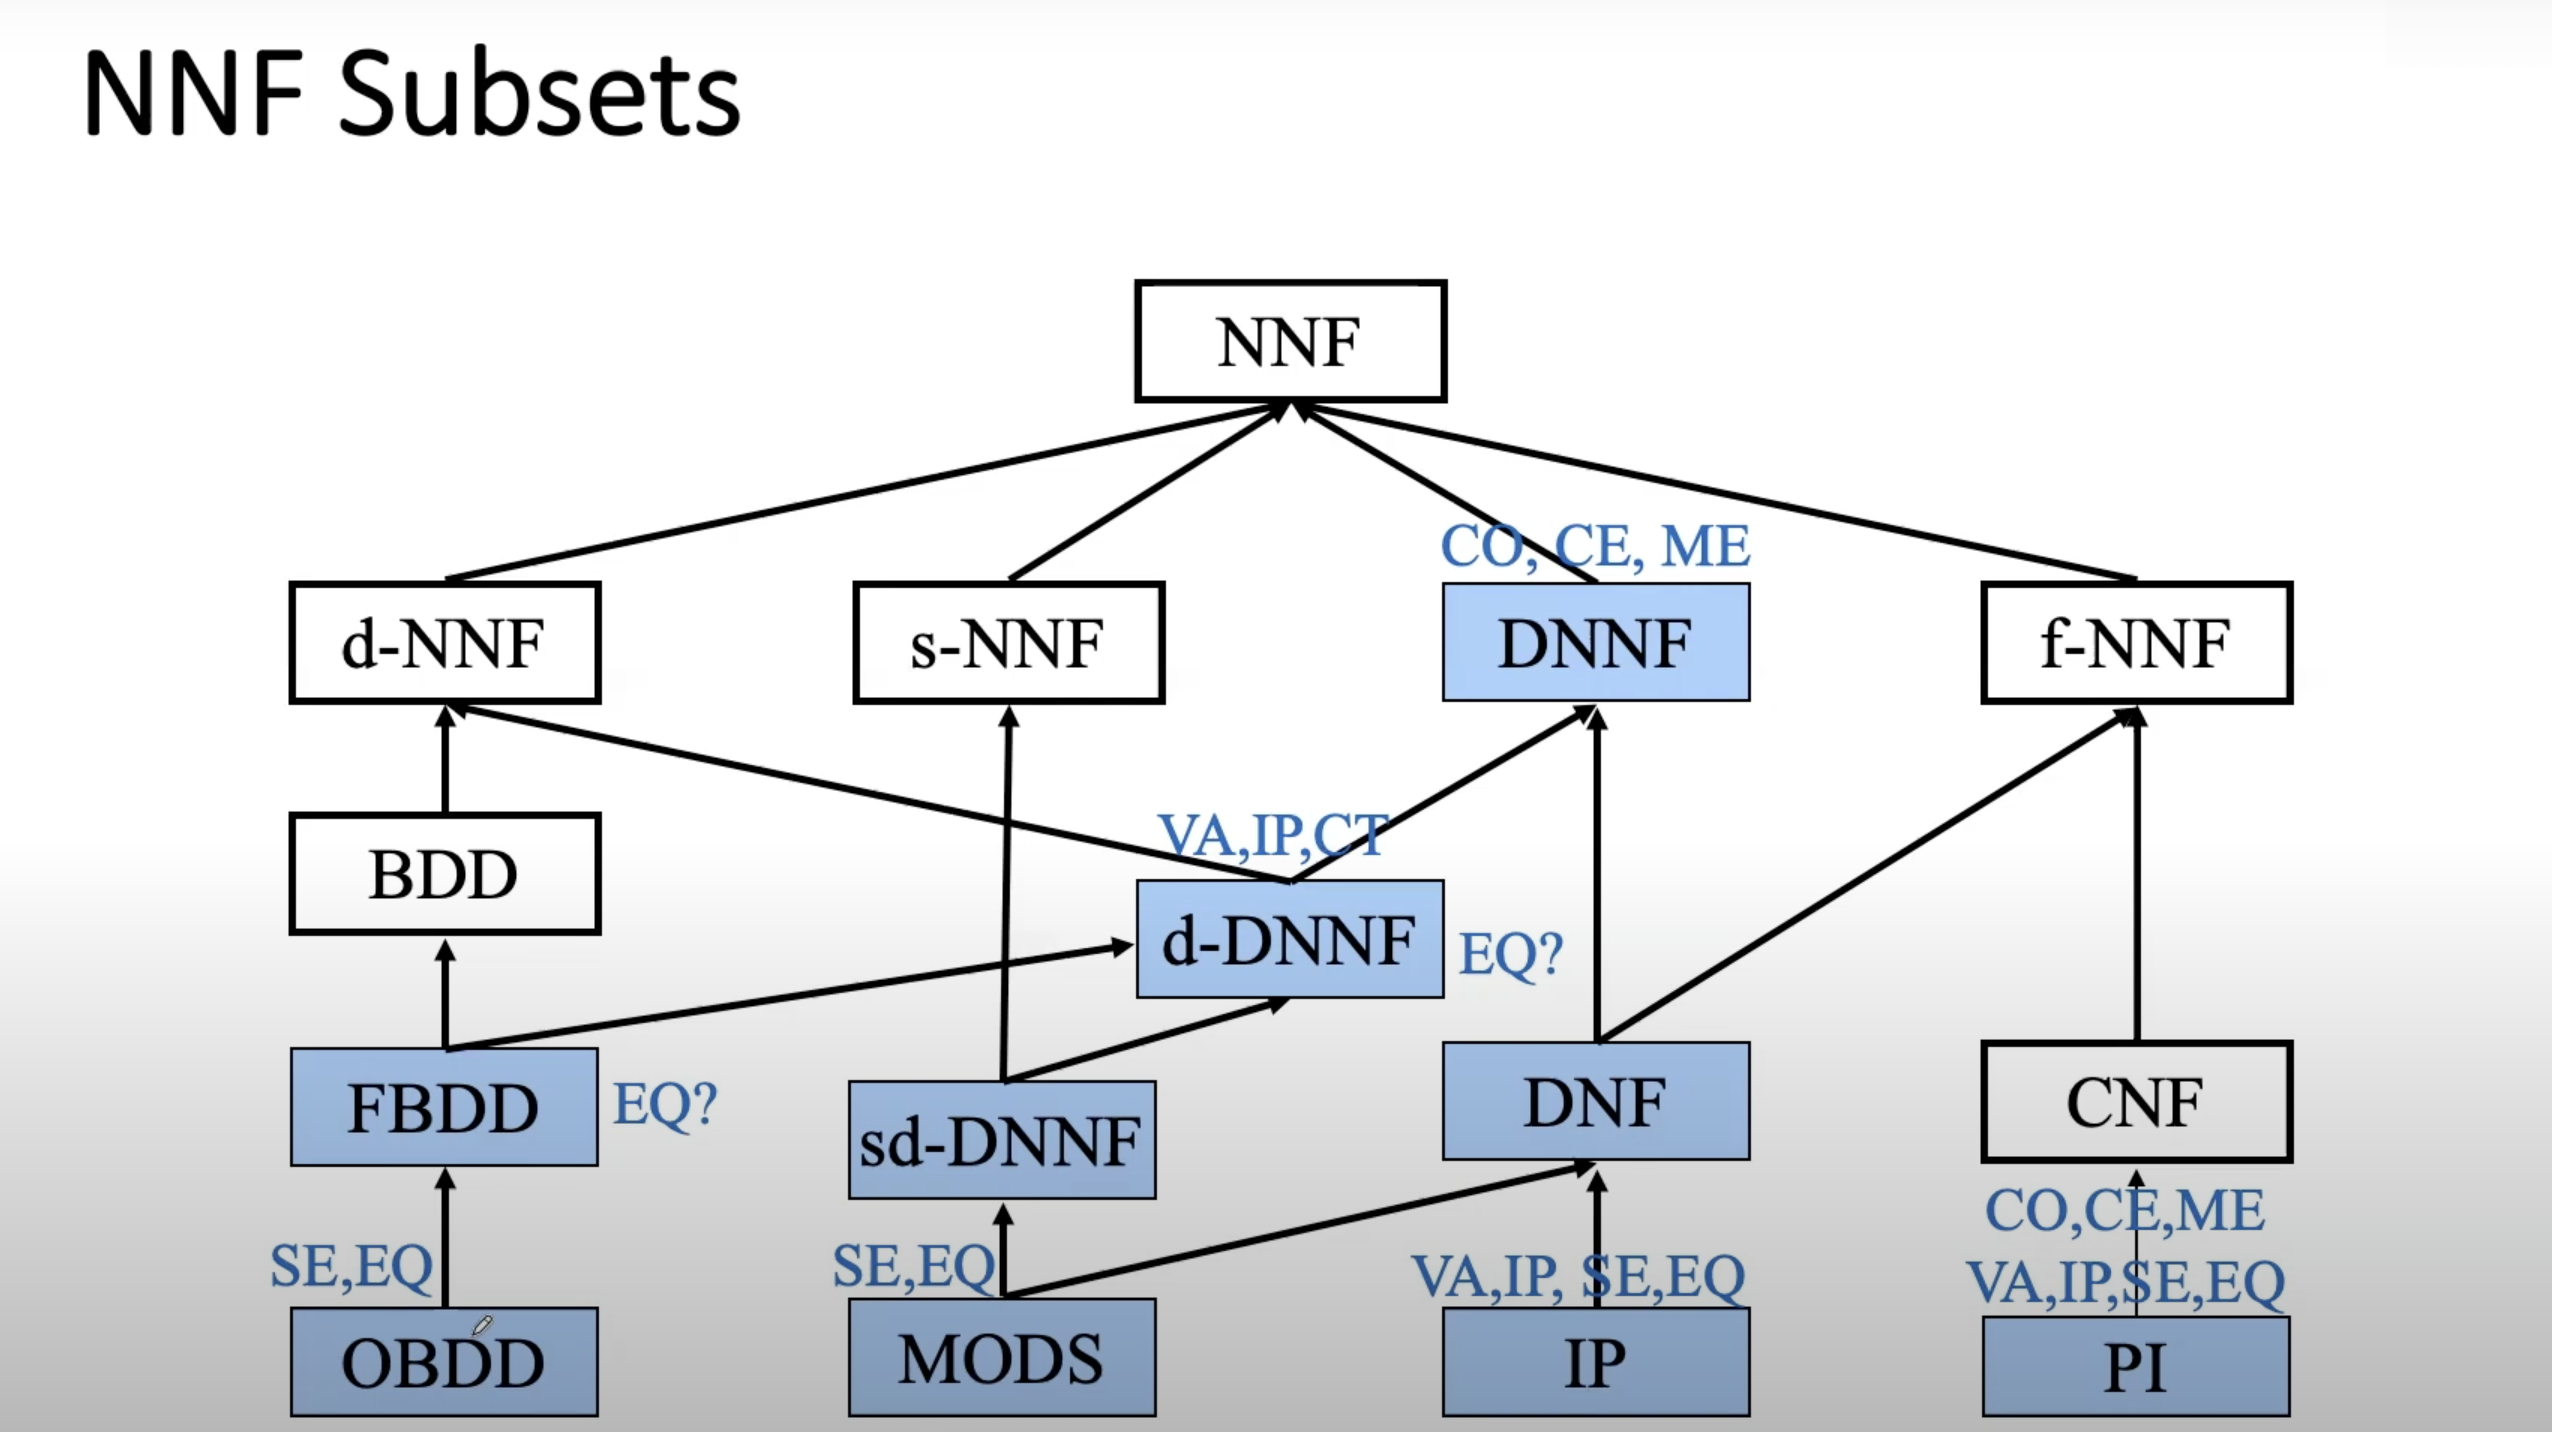 NNF Subsets
NNF
CO, CE, ME
d-NNF
s-NNF
DNNF
f-NNF
VA,IP,CT
BDD
d-DNNF
EQ?
FBDD
EQ?
sd-DNNF
DNF
CNF
CO,CE,ME
SE,EQ
SE,EQ
VA,IP, SE,EQ
VA,IP,SE,EQ
OBDD
MODS
IP
PI